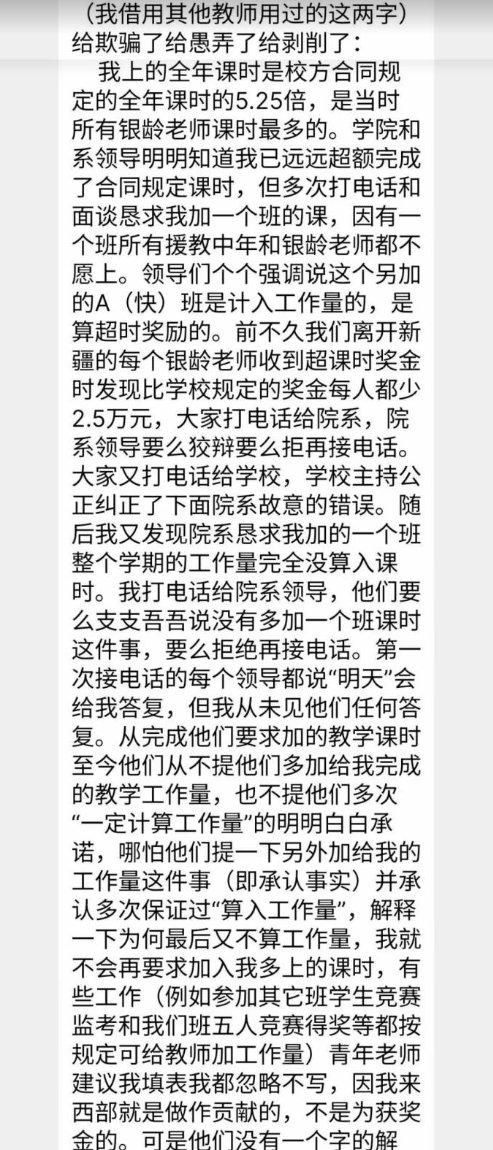 （我借用其他教师用过的这两字）
给欺骗了给愚弄了给剥削了：
我上的全年课时是校方合同规
定的全年课时的5.25倍，是当时
所有银龄老师课时最多的。学院和
系领导明明知道我已远远超额完成
了合同规定课时，但多次打电话和
面谈恳求我加一个班的课，因有一
个班所有援教中年和银龄老师都不
愿上。领导们个个强调说这个另加
的A（快）班是计入工作量的，是
算超时奖励的。前不久我们离开新
疆的每个银龄老师收到超课时奖金
时发现比学校规定的奖金每人都少
2.5万元，大家打电话给院系，院
系领导要么狡辩要么拒再接电话。
大家又打电话给学校，学校主持公
正纠正了下面院系故意的错误。随
后我又发现院系恳求我加的一个班
整个学期的工作量完全没算入课
时。我打电话给院系领导，他们要
么支支吾吾说没有多加一个班课时
这件事，要么拒绝再接电话。第一
次接电话的每个领导都说“明天”会
给我答复，但我从未见他们任何答
复。从完成他们要求加的教学课时
至今他们从不提他们多加给我完成
的教学工作量，也不提他们多次
“一定计算工作量”的明明白白承
诺，哪怕他们提一下另外加给我的
工作量这件事（即承认事实）并承
认多次保证过“算入工作量”，解释
一下为何最后又不算工作量，我就
不会再要求加入我多上的课时，有
些工作（例如参加其它班学生竞赛
监考和我们班五人竞赛得奖等都按
规定可给教师加工作量）青年老师
建议我填表我都忽略不写，因我来
西部就是做作贡献的，不是为获奖
金的。可是他们没有一个字的解